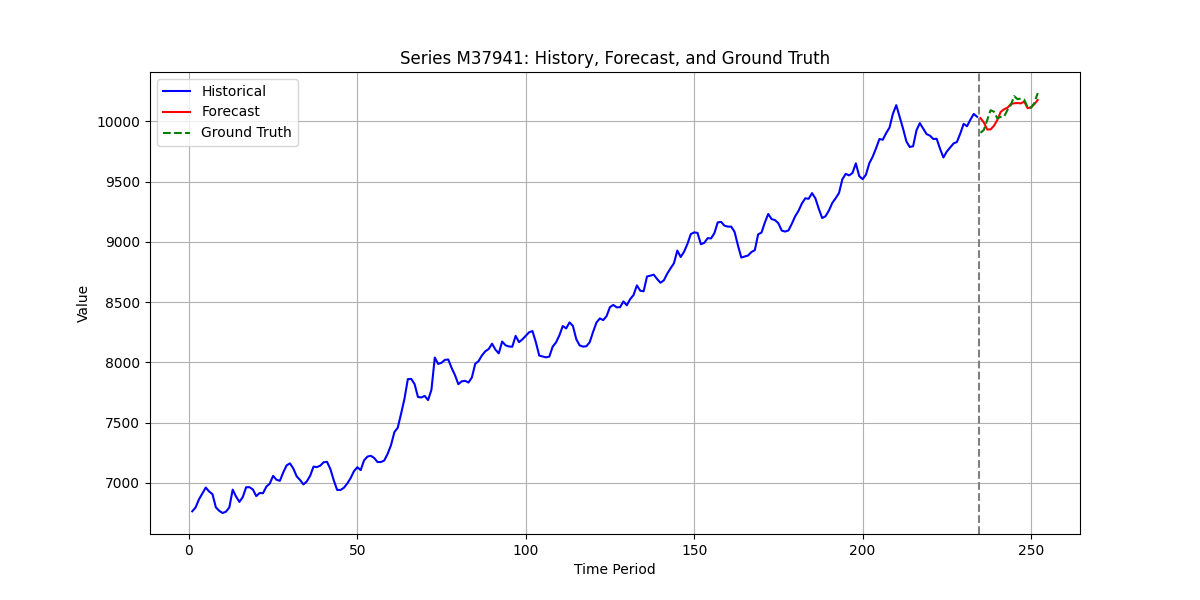 Series M37941: History, Forecast, and Ground Truth
Historical
Forecast
Ground Truth
10000
9500
9000
8500
8000
7500
7000
Value
0
50
100
150
200
250
Time Period